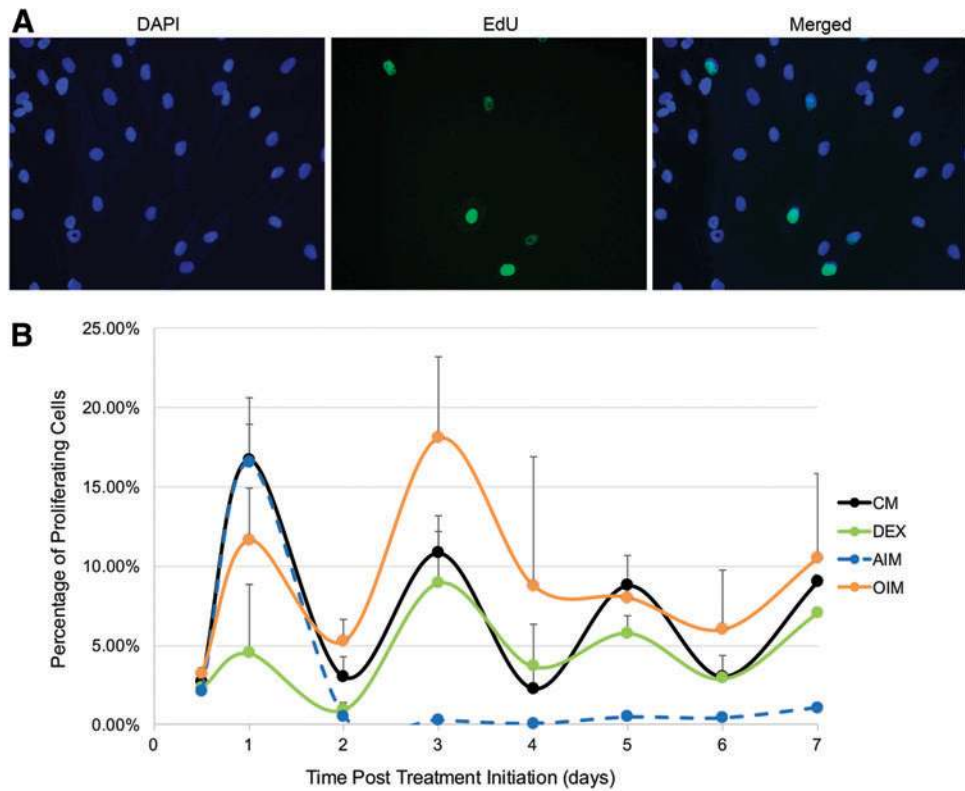 A
DAPI
EdU
Merged
B
Percentage of Proliferating Cells
25.00%
20.00%
15.00%
10.00%
5.00%
0.00%
0
1
2
3
4
5
6
7
Time Post Treatment Initiation (days)
CM
DEX
AIM
OIM